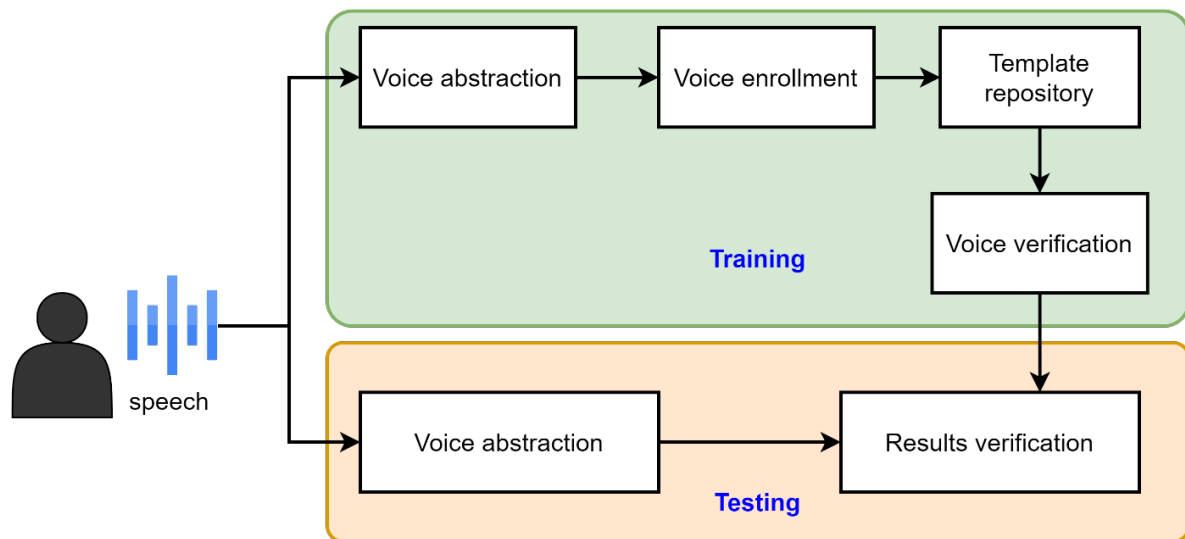 Voice abstraction
Voice enrollment
Template
repository
Voice verification
Training
speech
Voice abstraction
Results verification
Testing